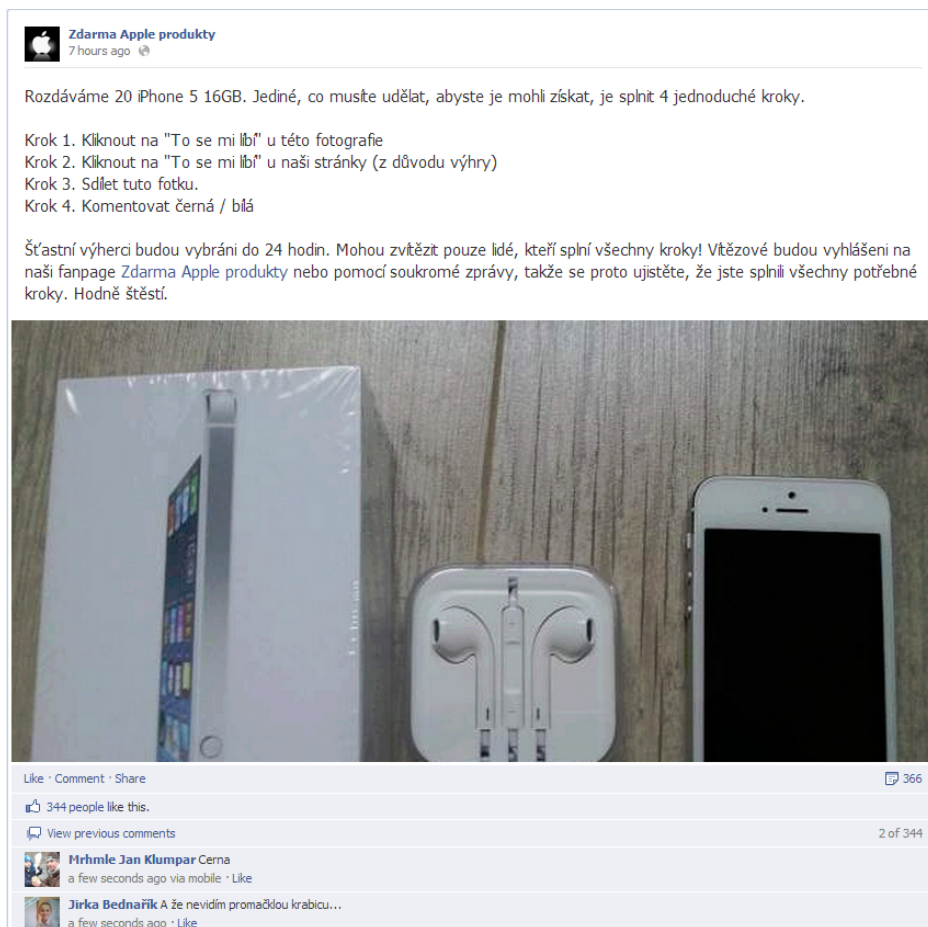 Zdarma Apple produkty
7 hours ago
Rozdáváme 20 iPhone 5 16GB. Jediné, co musíte udělat, abyste je mohli získat, je splnit 4 jednoduché kroky.
Krok 1. Kliknout na "To se mi líbí" u této fotografie
Krok 2. Kliknout na "To se mi líbí" u naši stránky (z důvodu výhry)
Krok 3. Sdílet tuto fotku.
Krok 4. Komentovat černá / bílá
Šťastní výherci budou vybráni do 24 hodin. Mohou zvítězit pouze lidé, kteří splní všechny kroky! Vítězové budou vyhlášeni na
naši fanpage Zdarma Apple produkty nebo pomocí soukromé zprávy, takže se proto ujistěte, že jste splnili všechny potřebné
kroky. Hodně štěstí.
Like · Comment · Share 366
344 people like this.
View previous comments 2 of 344
Mrhmle Jan Klumpar Cerna
a few seconds ago via mobile · Like
Jirka Bednařík A že nevidím promačklou krabicu...
a few seconds ago · Like